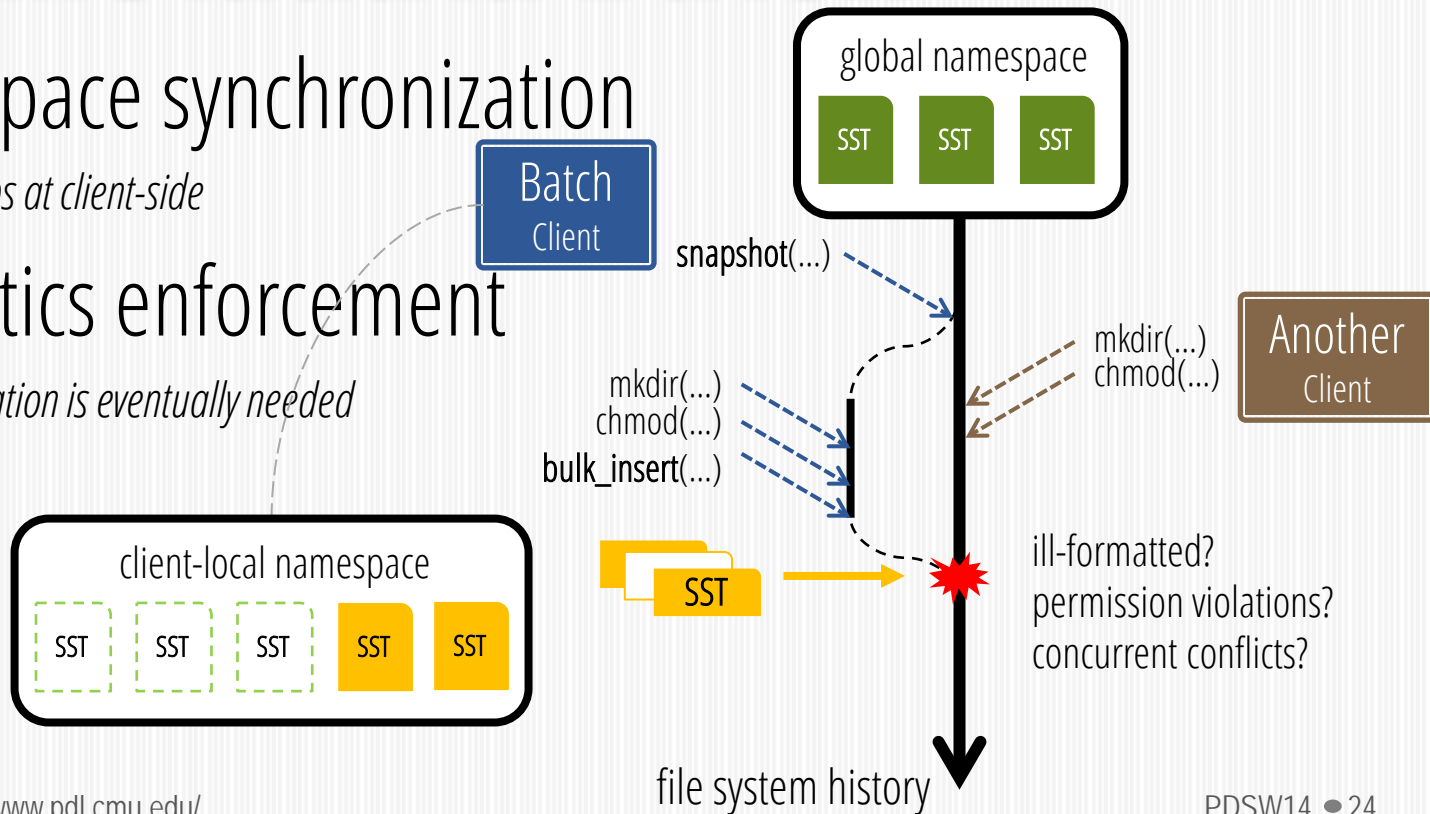 pace synchronization
s at client-side
tics enforcement
ation is eventually needed
Batch
Client
global namespace
SST
SST
SST
snapshot(...)
mkdir(...)
chmod(...)
Another
Client
mkdir(...)
chmod(...)
bulk_insert(...)
client-local namespace
SST
SST
SST
SST
SST
SST
ill-formatted?
permission violations?
concurrent conflicts?
file system history
www.pdl.cmu.edu/
PDSW14 ● 24